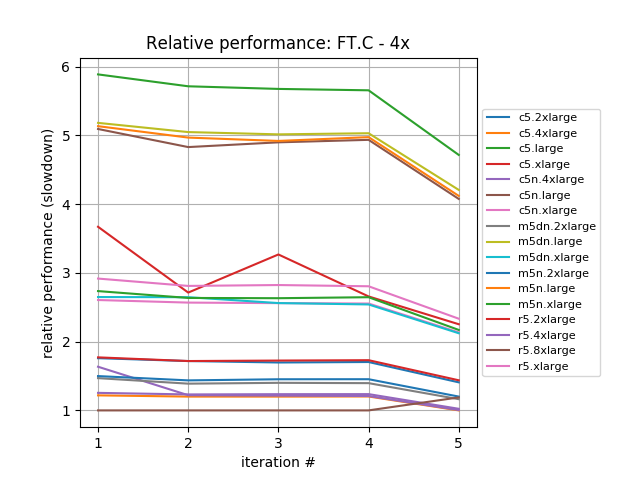 Relative performance: FT.C - 4x
relative performance (slowdown)
6
5
4
3
2
1
1 2 3 4 5
iteration #
c5.2xlarge
c5.4xlarge
c5.large
c5.xlarge
c5n.4xlarge
c5n.large
c5n.xlarge
m5dn.2xlarge
m5dn.large
m5dn.xlarge
m5n.2xlarge
m5n.large
m5n.xlarge
r5.2xlarge
r5.4xlarge
r5.8xlarge
r5.xlarge